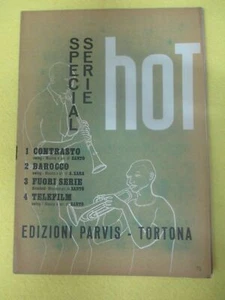 SPECIAL
SERIE
hoT
1 CONTRASTO
2 BAROCCO
3 FUORI SERIE
4 TELEFILM
EDIZIONI PARVIS - TORTONA